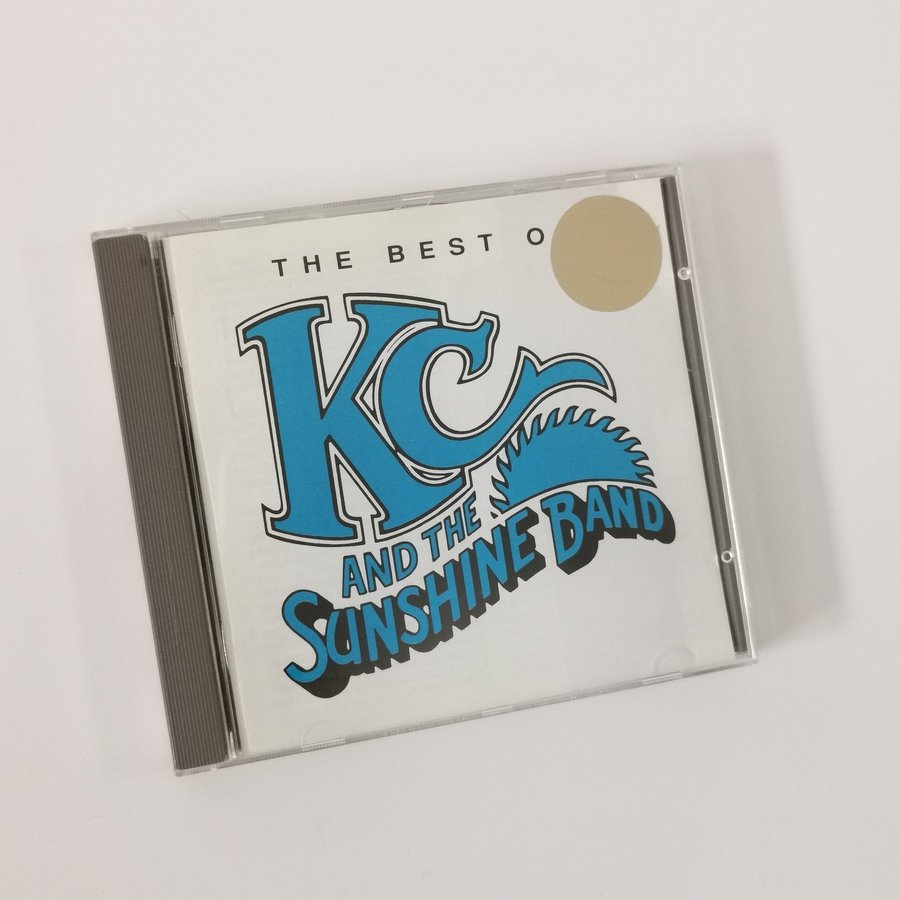 THE BEST O
KC
AND THE
SUNSHINE BAND